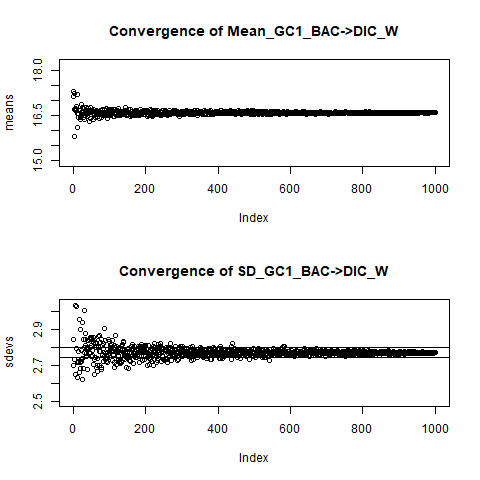 Convergence of Mean_GC1_BAC->DIC_W
means
15.0 16.5 18.0
0 200 400 600 800 1000
Index
Convergence of SD_GC1_BAC->DIC_W
sdevs
2.5 2.7 2.9
0 200 400 600 800 1000
Index